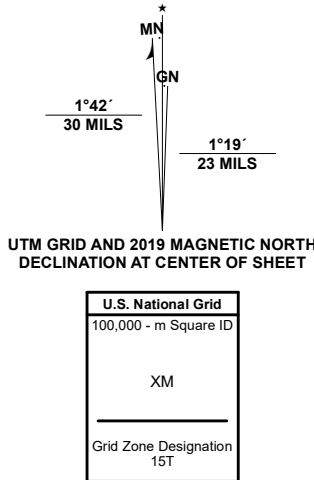 ★
MN
GN
1°42´
30 MILS
1°19´
23 MILS
UTM GRID AND 2019 MAGNETIC NORTH
DECLINATION AT CENTER OF SHEET
U.S. National Grid
100,000 - m Square ID
XM
Grid Zone Designation
15T